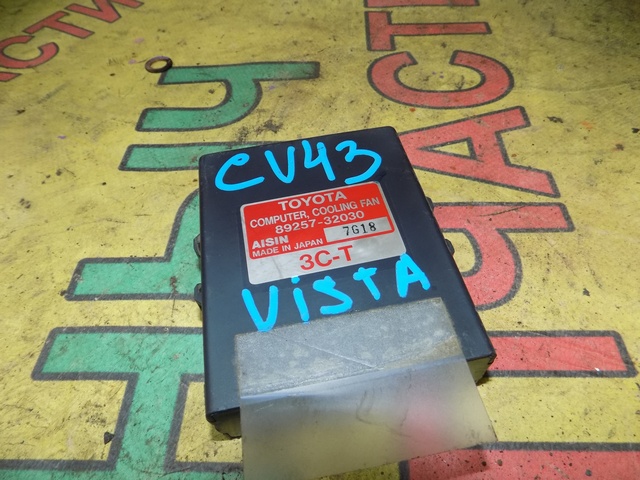 CV43
TOYOTA
COMPUTER, COOLING FAN
89257-32030
AISIN
MADE IN JAPAN
7G18
3C-T
VISTA